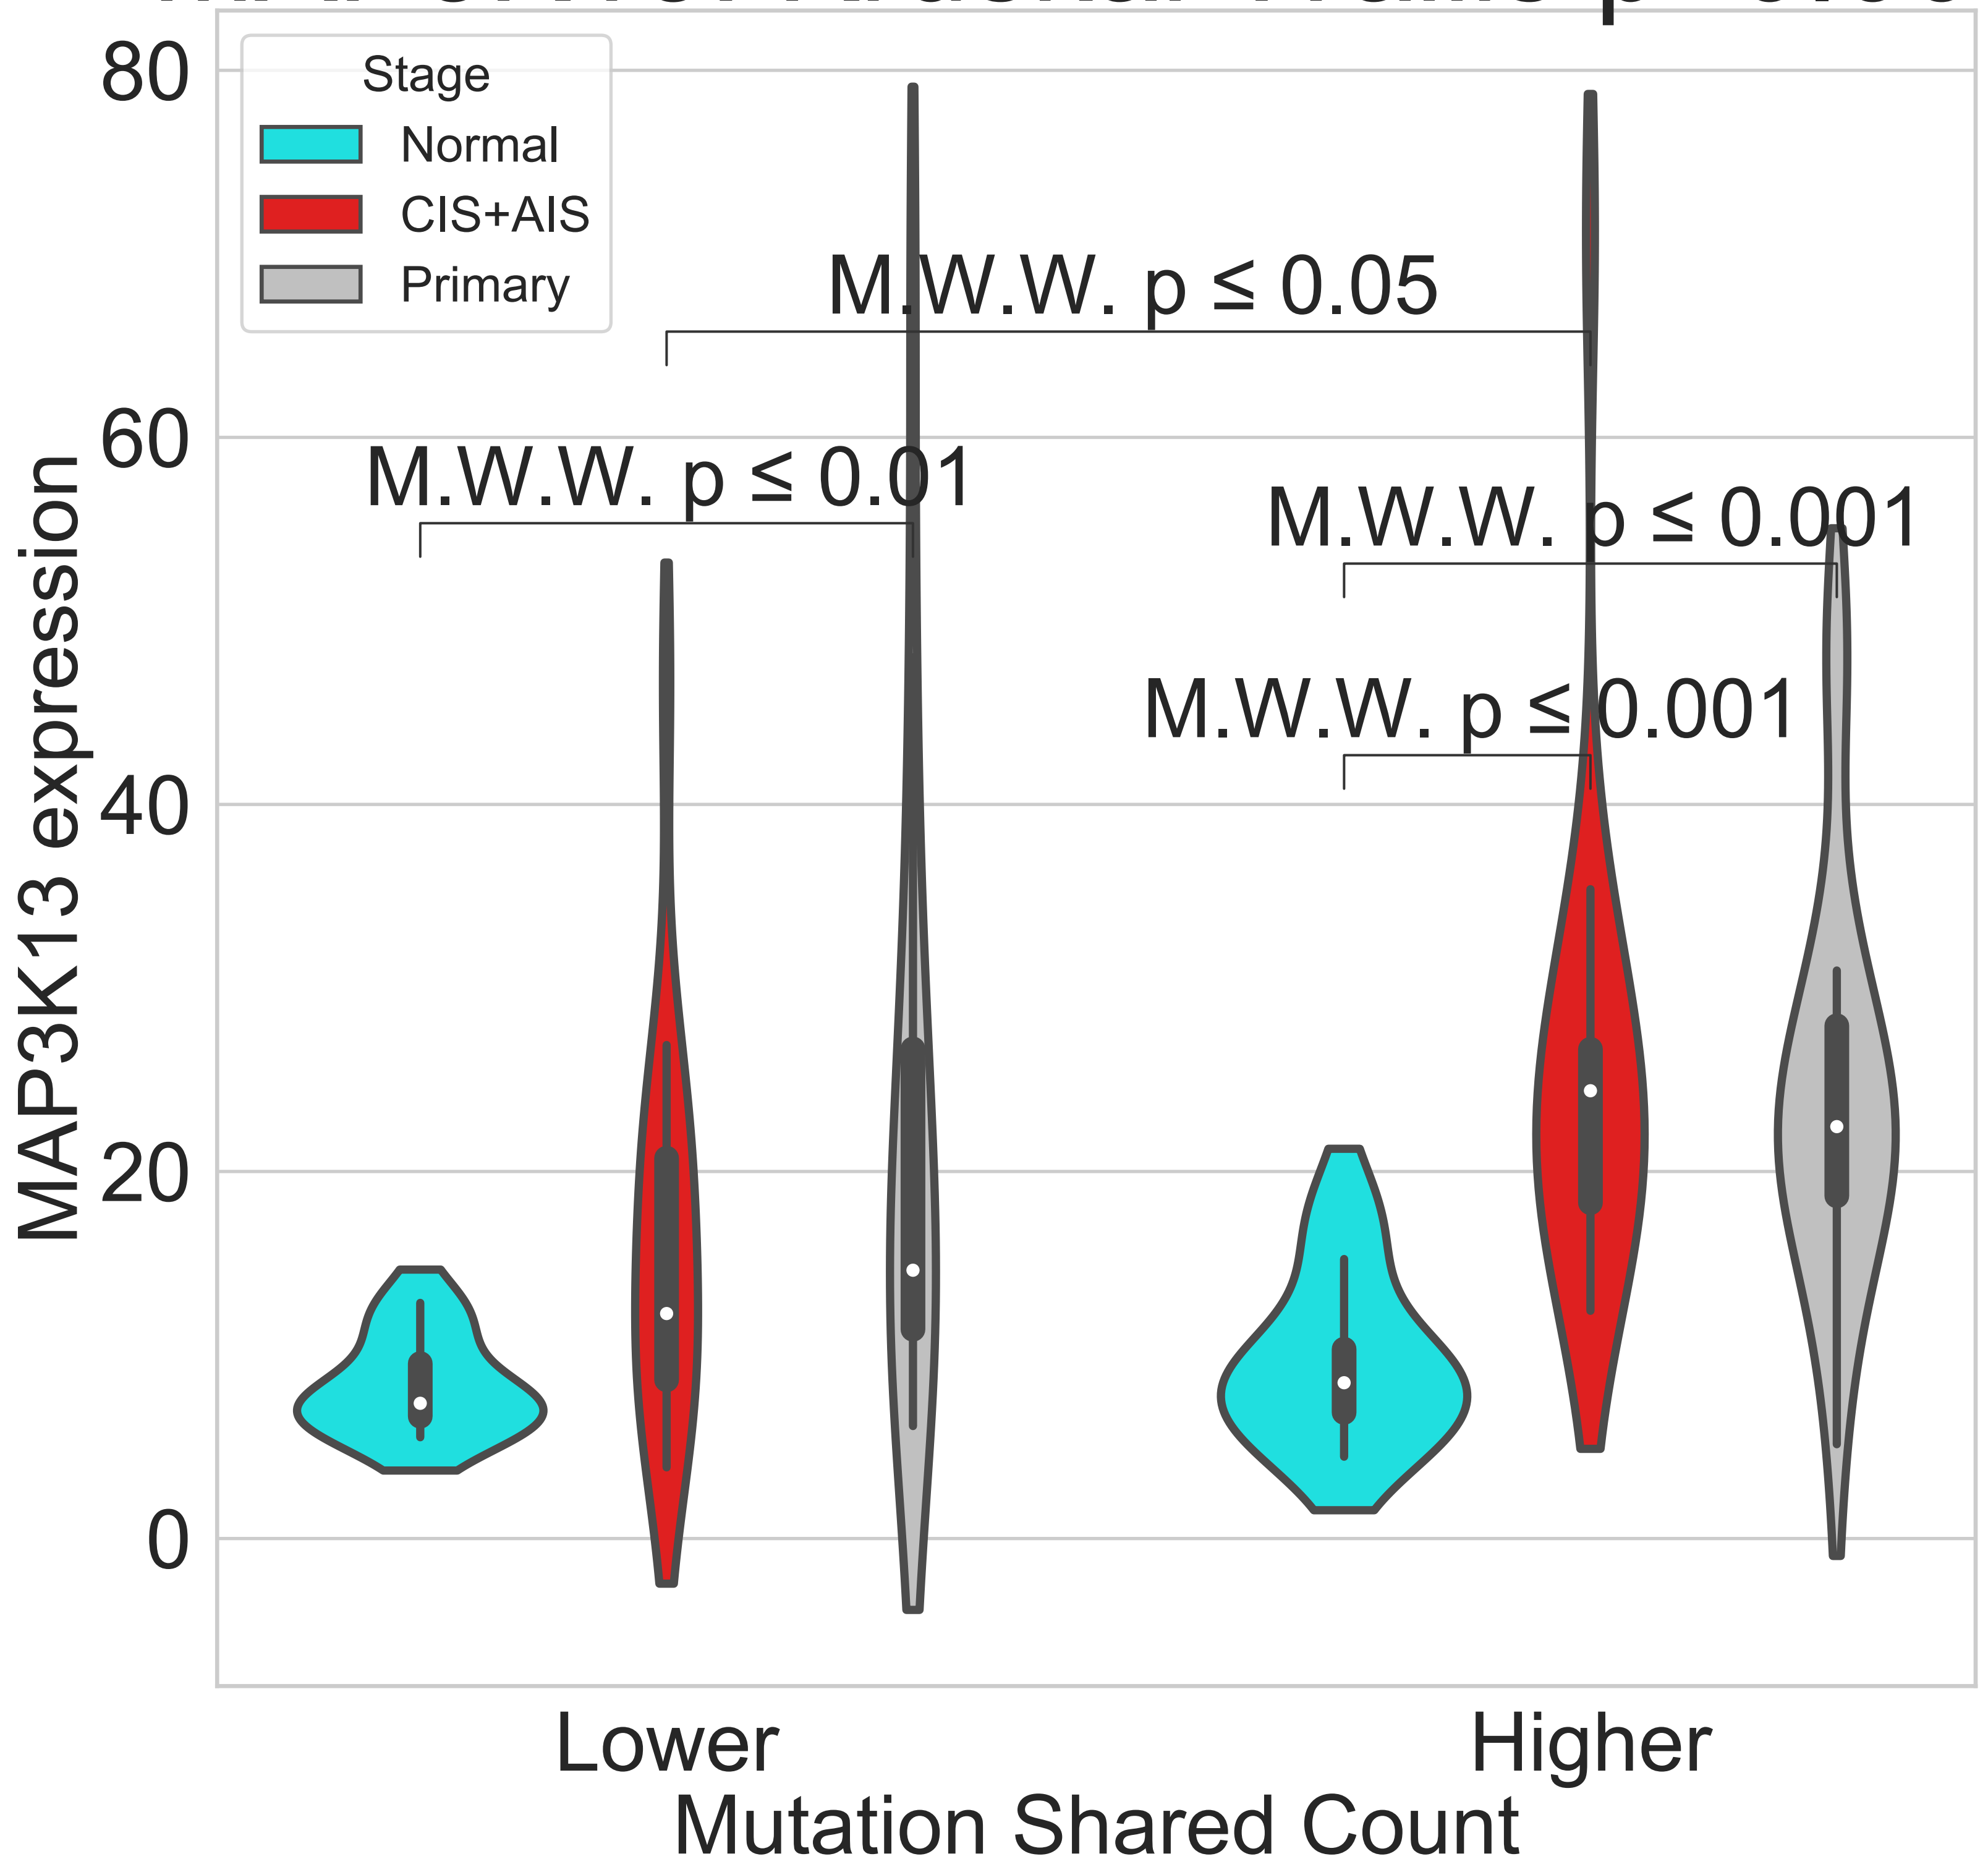 80
Stage
Normal
CIS+AIS
Primary
M.W.W. p ≤ 0.05
60
M.W.W. p ≤ 0.01
M.W.W. p ≤ 0.001
M.W.W. p ≤ 0.001
40
20
0
MAP3K13 expression
Lower
Higher
Mutation Shared Count